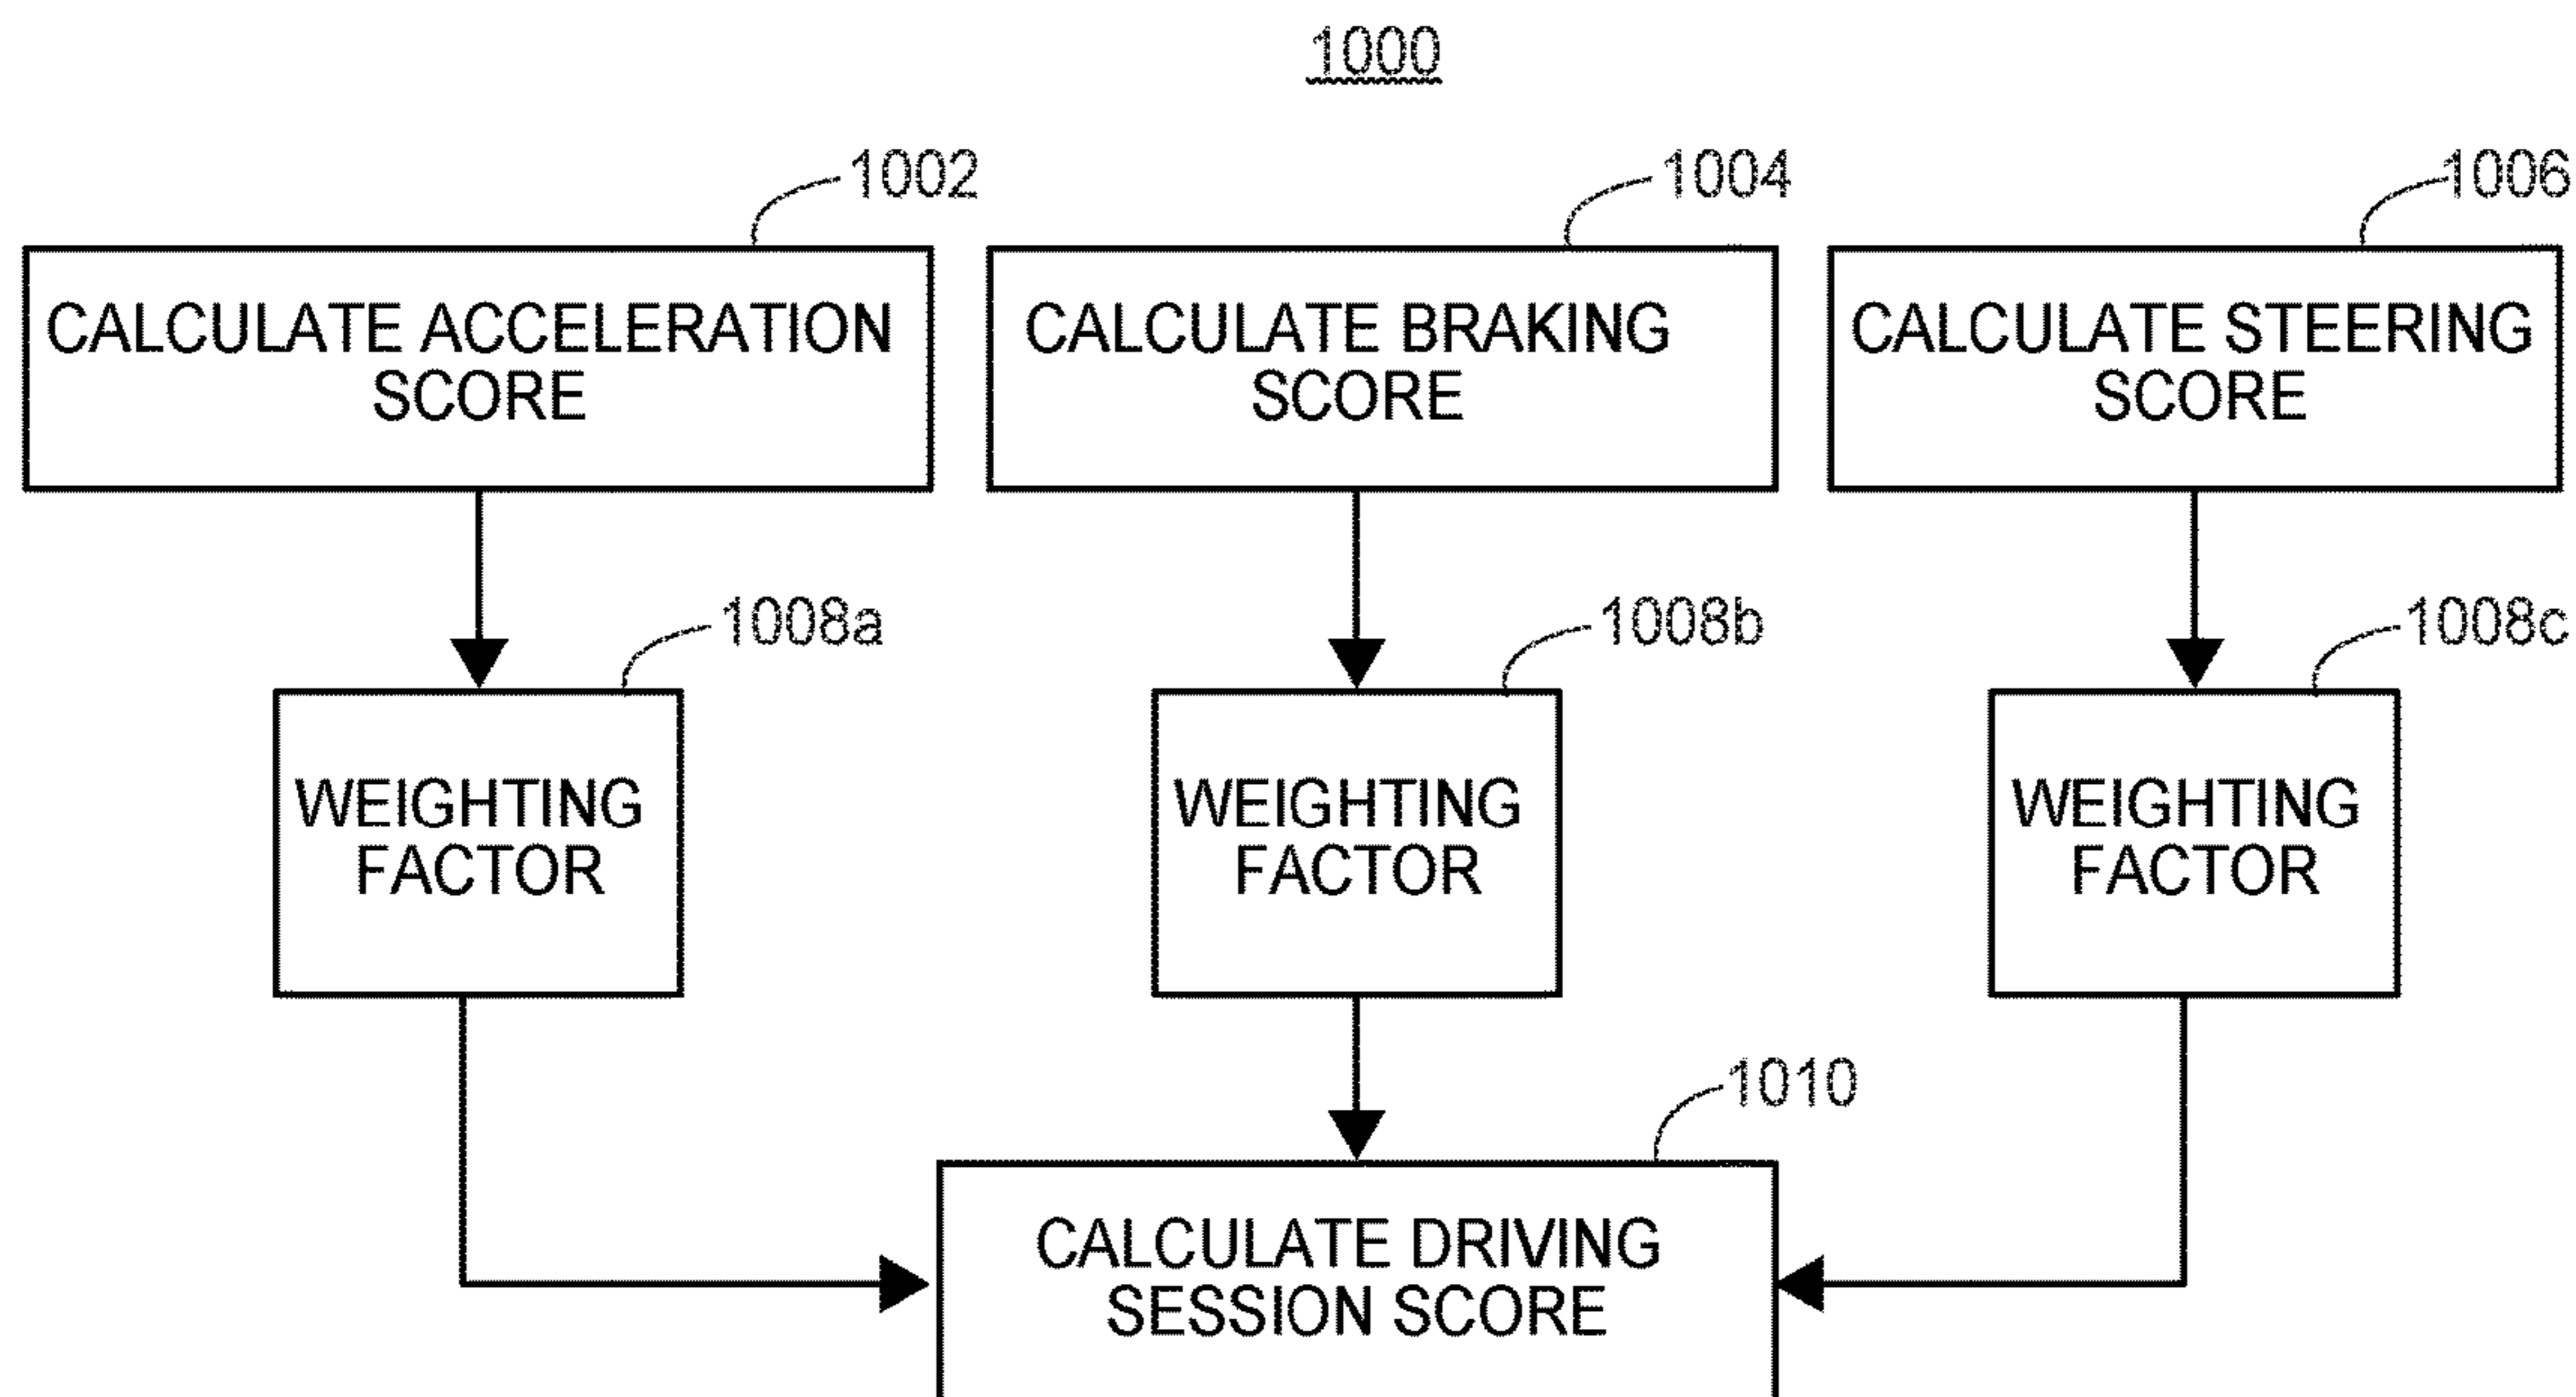 1000
1002
1004
1006
CALCULATE ACCELERATION
SCORE
CALCULATE BRAKING
SCORE
CALCULATE STEERING
SCORE
1008a
1008b
1008c
WEIGHTING
FACTOR
WEIGHTING
FACTOR
WEIGHTING
FACTOR
1010
CALCULATE DRIVING
SESSION SCORE